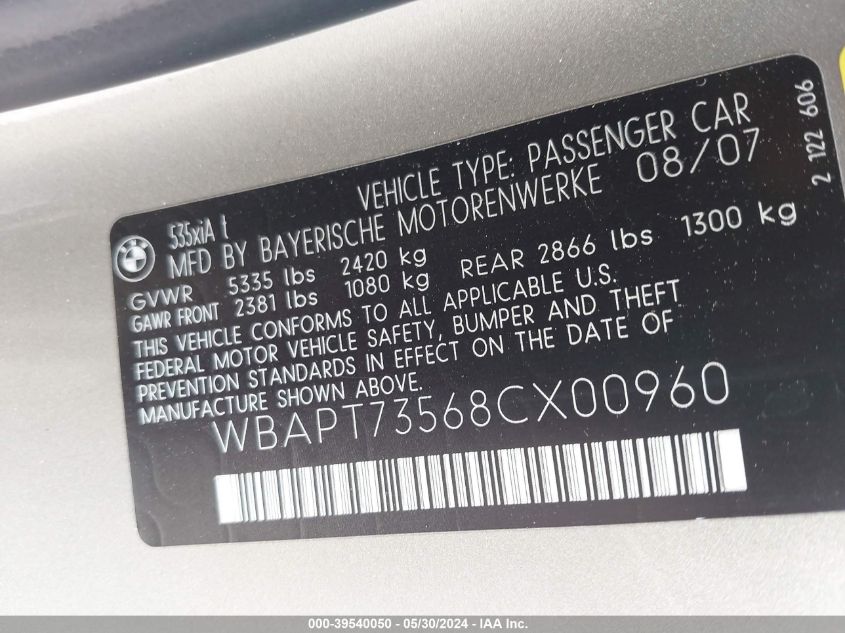 BMW
535xiA t
VEHICLE TYPE: PASSENGER CAR
MFD BY BAYERISCHE MOTORENWERKE 08/07
GVWR 5335 lbs 2420 kg
GAWR FRONT 2381 lbs 1080 kg REAR 2866 lbs 1300 kg
THIS VEHICLE CONFORMS TO ALL APPLICABLE U.S.
FEDERAL MOTOR VEHICLE SAFETY, BUMPER AND THEFT
PREVENTION STANDARDS IN EFFECT ON THE DATE OF
MANUFACTURE SHOWN ABOVE.
WBAPT73568CX00960
2 122 606
000-39540050 - 05/30/2024 - IAA Inc.